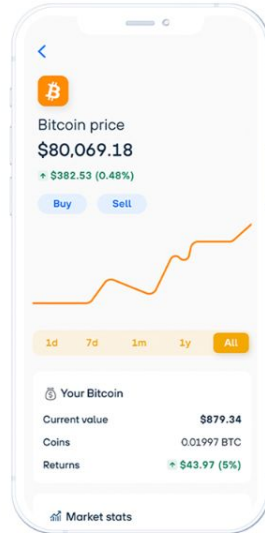 Bitcoin price
$80,069.18
$382.53 (0.48%)
Buy Sell
1d 7d 1m 1y All
Your Bitcoin
Current value $879.34
Coins 0.01997 BTC
Returns $43.97 (5%)
Market stats